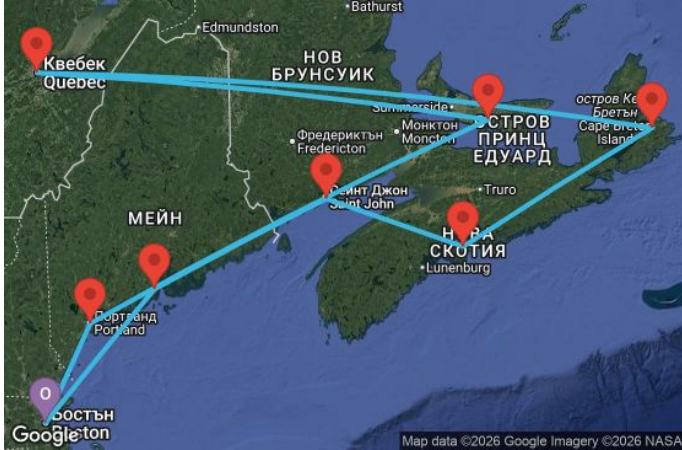 Bathurst
Edmundston
Квебек
Quebec
НОВ
БРУНСУИК
Summerside
остров
Бретън
Cape Breton
Island
ОСТРОВ
ПРИНЦ
ЕДУАРД
Монктон
Moncton
Фредериктън
Fredericton
Сейнт Джон
Saint John
Truro
МЕЙН
НОВА
СКОТИЯ
Lunenburg
Портланд
Portland
O
Бостън
Boston
Google
Map data ©2026 Google Imagery ©2026 NASA